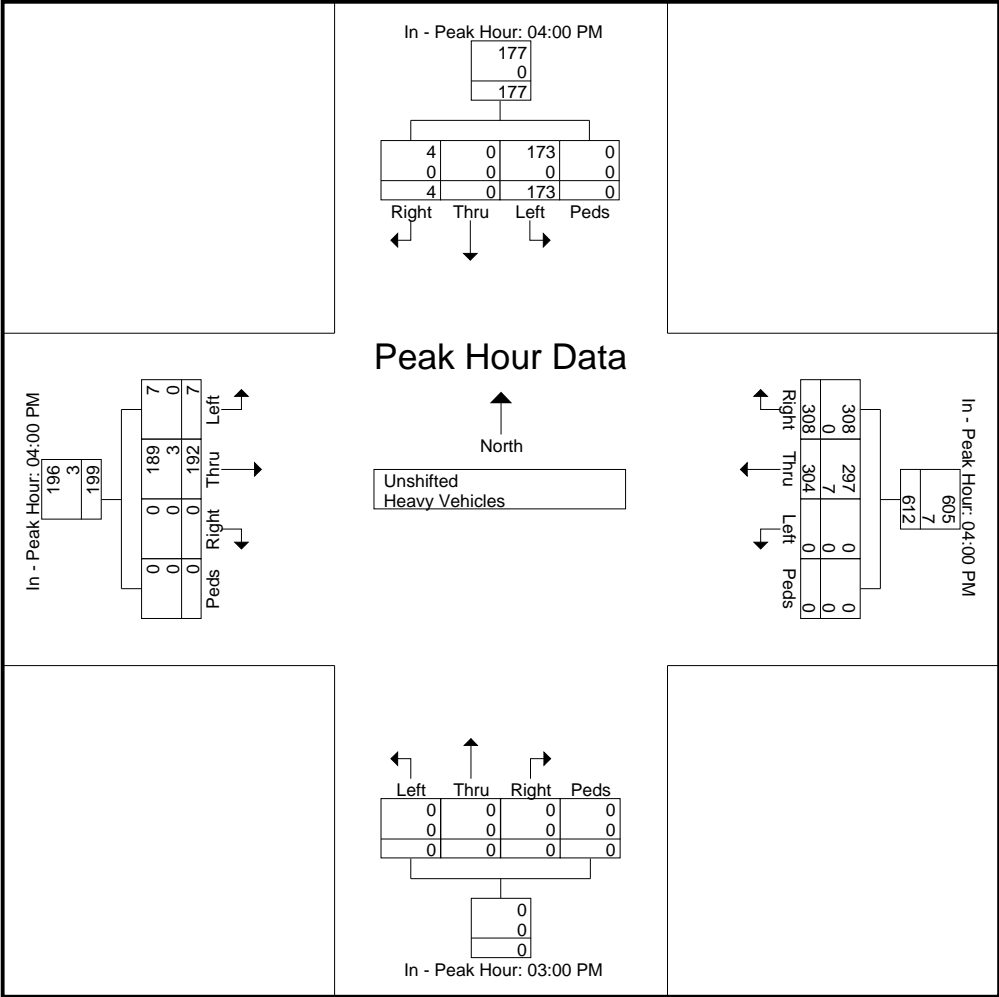 In - Peak Hour: 04:00 PM
177
0
177
4 0 173 0
0 0 0 0
4 0 173 0
Right Thru Left Peds
Peak Hour Data
North
Unshifted
Heavy Vehicles
In - Peak Hour: 04:00 PM
196
3
199
7 0 7
189 3 192
0 0 0
0 0 0
Left Thru Right Peds
Right Thru Left Peds
308 297 0 0
0 7 0 0
308 304 0 0
605
7
612
In - Peak Hour: 04:00 PM
Left Thru Right Peds
0 0 0 0
0 0 0 0
0 0 0 0
0
0
0
In - Peak Hour: 03:00 PM